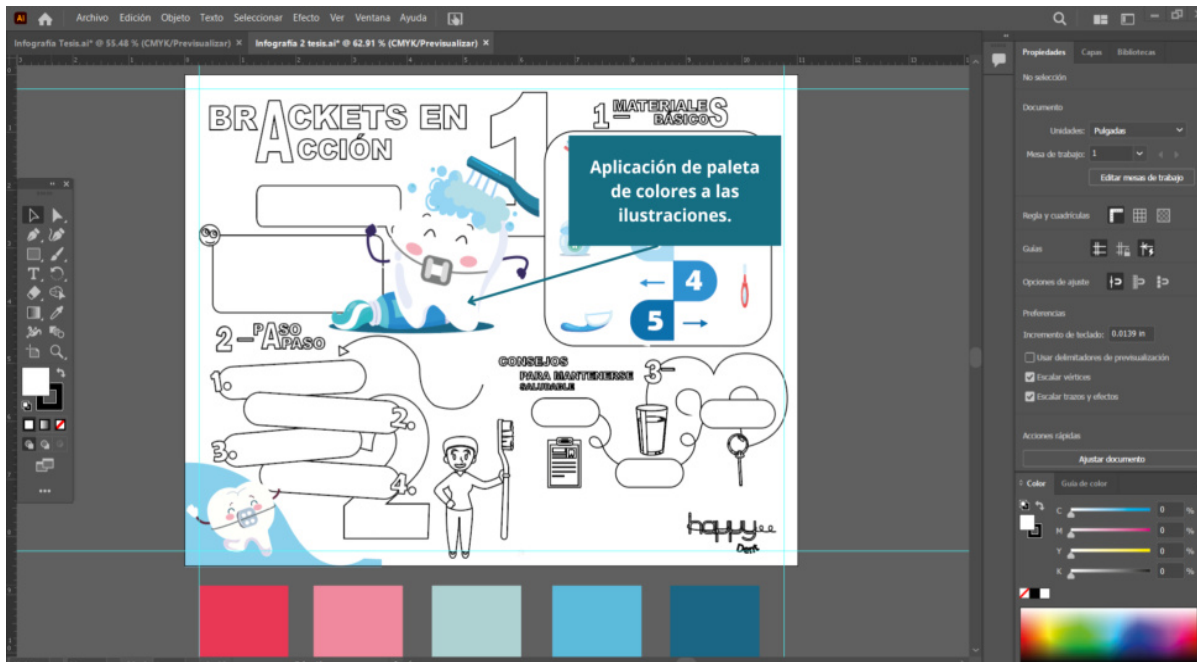 Ai
Archivo Edición Objeto Texto Seleccionar Efecto Ver Ventana Ayuda
Infografia Tesis.ai* @ 55.48 % (CMYK/Previsualizar) ×
Infografia 2 tesis.ai* @ 62.91 % (CMYK/Previsualizar) ×
BRACKETS EN
ACCIÓN
1
1- MATERIALES
BÁSICOS
Aplicación de paleta
de colores a las
ilustraciones.
4
5
2- PASO
A PASO
1.
2.
3.
4.
2
CONSEJOS
PARA MANTENERSE
SALUDABLE
3-
happy
Dent
Propiedades Capas Bibliotecas
No selección
Documento
Unidades: Pulgadas
Mesa de trabajo: 1
Editar mesas de trabajo
Regla y cuadrículas
Guías
Opciones de ajuste
Preferencias
Incremento de teclado: 0.0139 in
Usar delimitadores de previsualización
Escalar vértices
Escalar trazos y efectos
Acciones rápidas
Ajustar documento
Color Guía de color
C 0 %
M 0 %
Y 0 %
K 0 %